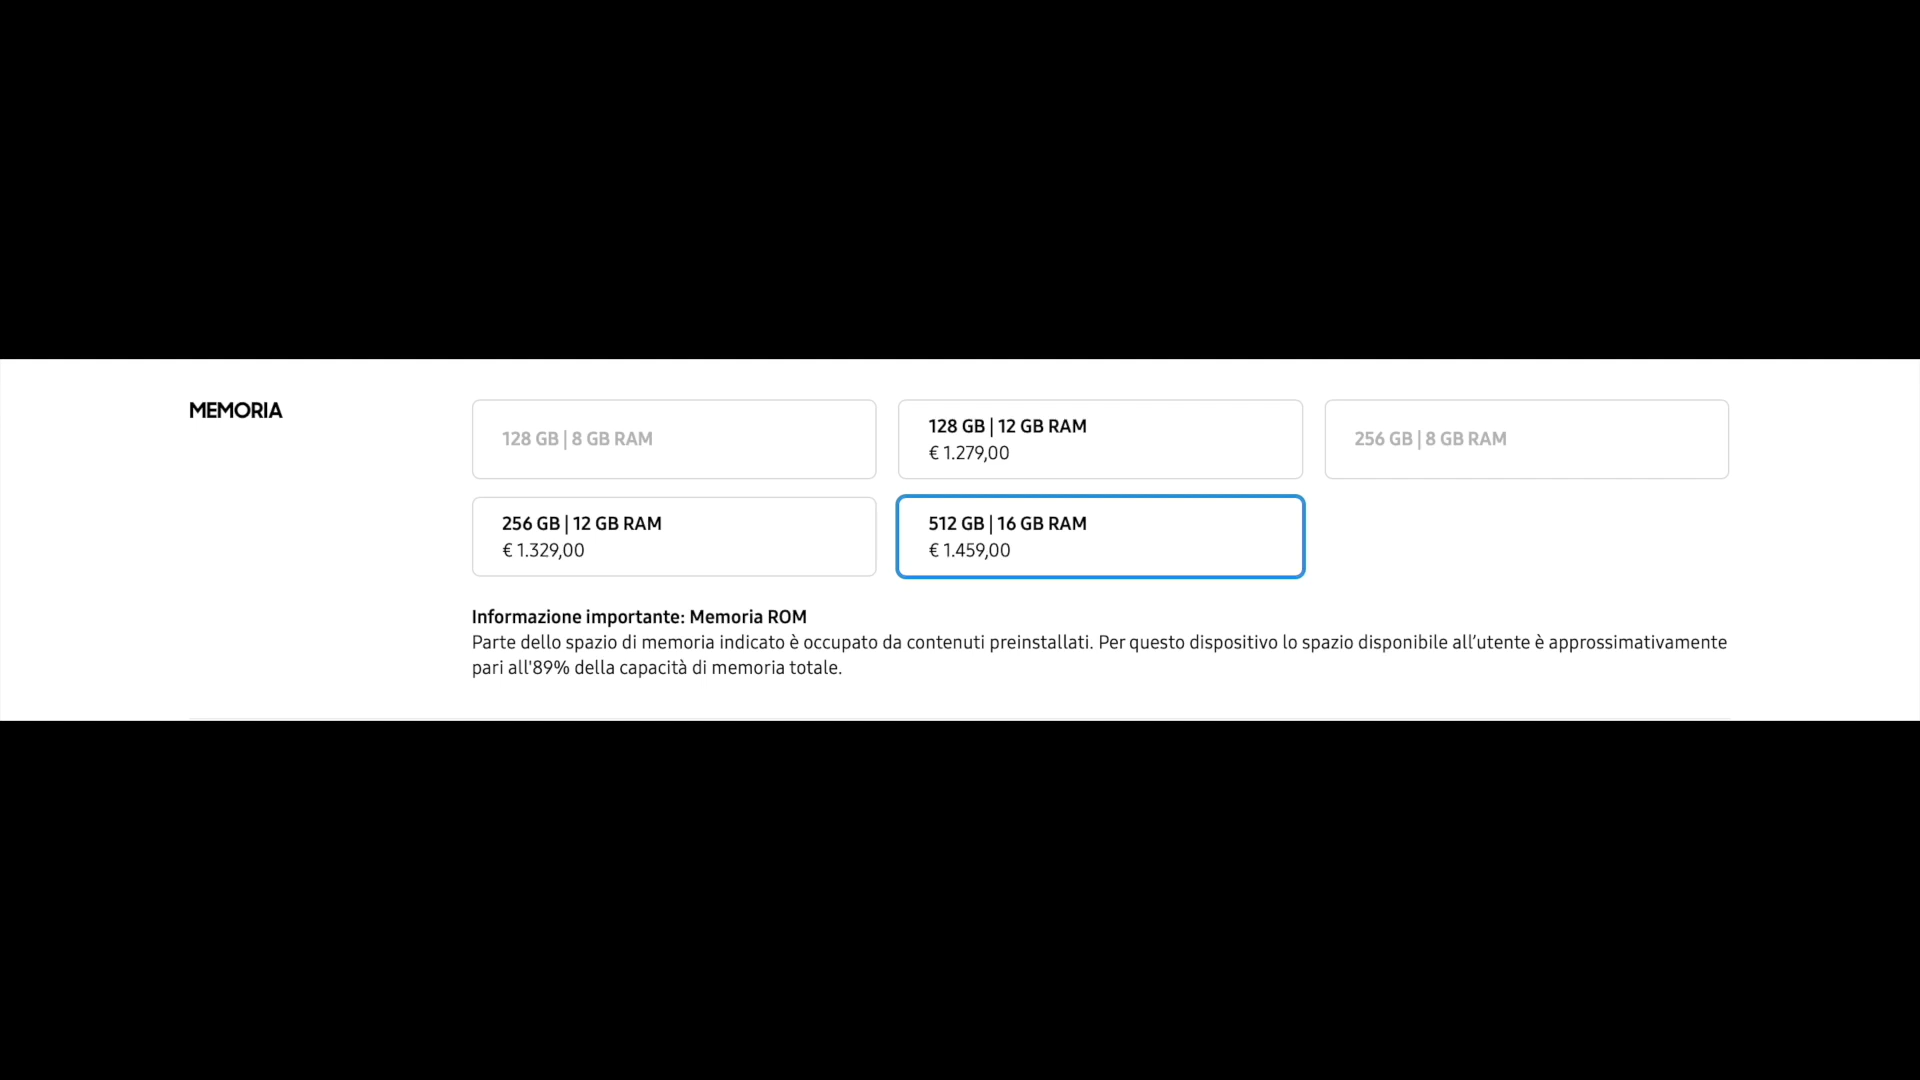 MEMORIA
128 GB | 8 GB RAM
128 GB | 12 GB RAM
€ 1.279,00
256 GB | 8 GB RAM
256 GB | 12 GB RAM
€ 1.329,00
512 GB | 16 GB RAM
€ 1.459,00
Informazione importante: Memoria ROM
Parte dello spazio di memoria indicato è occupato da contenuti preinstallati. Per questo dispositivo lo spazio disponibile all’utente è approssimativamente
pari all'89% della capacità di memoria totale.